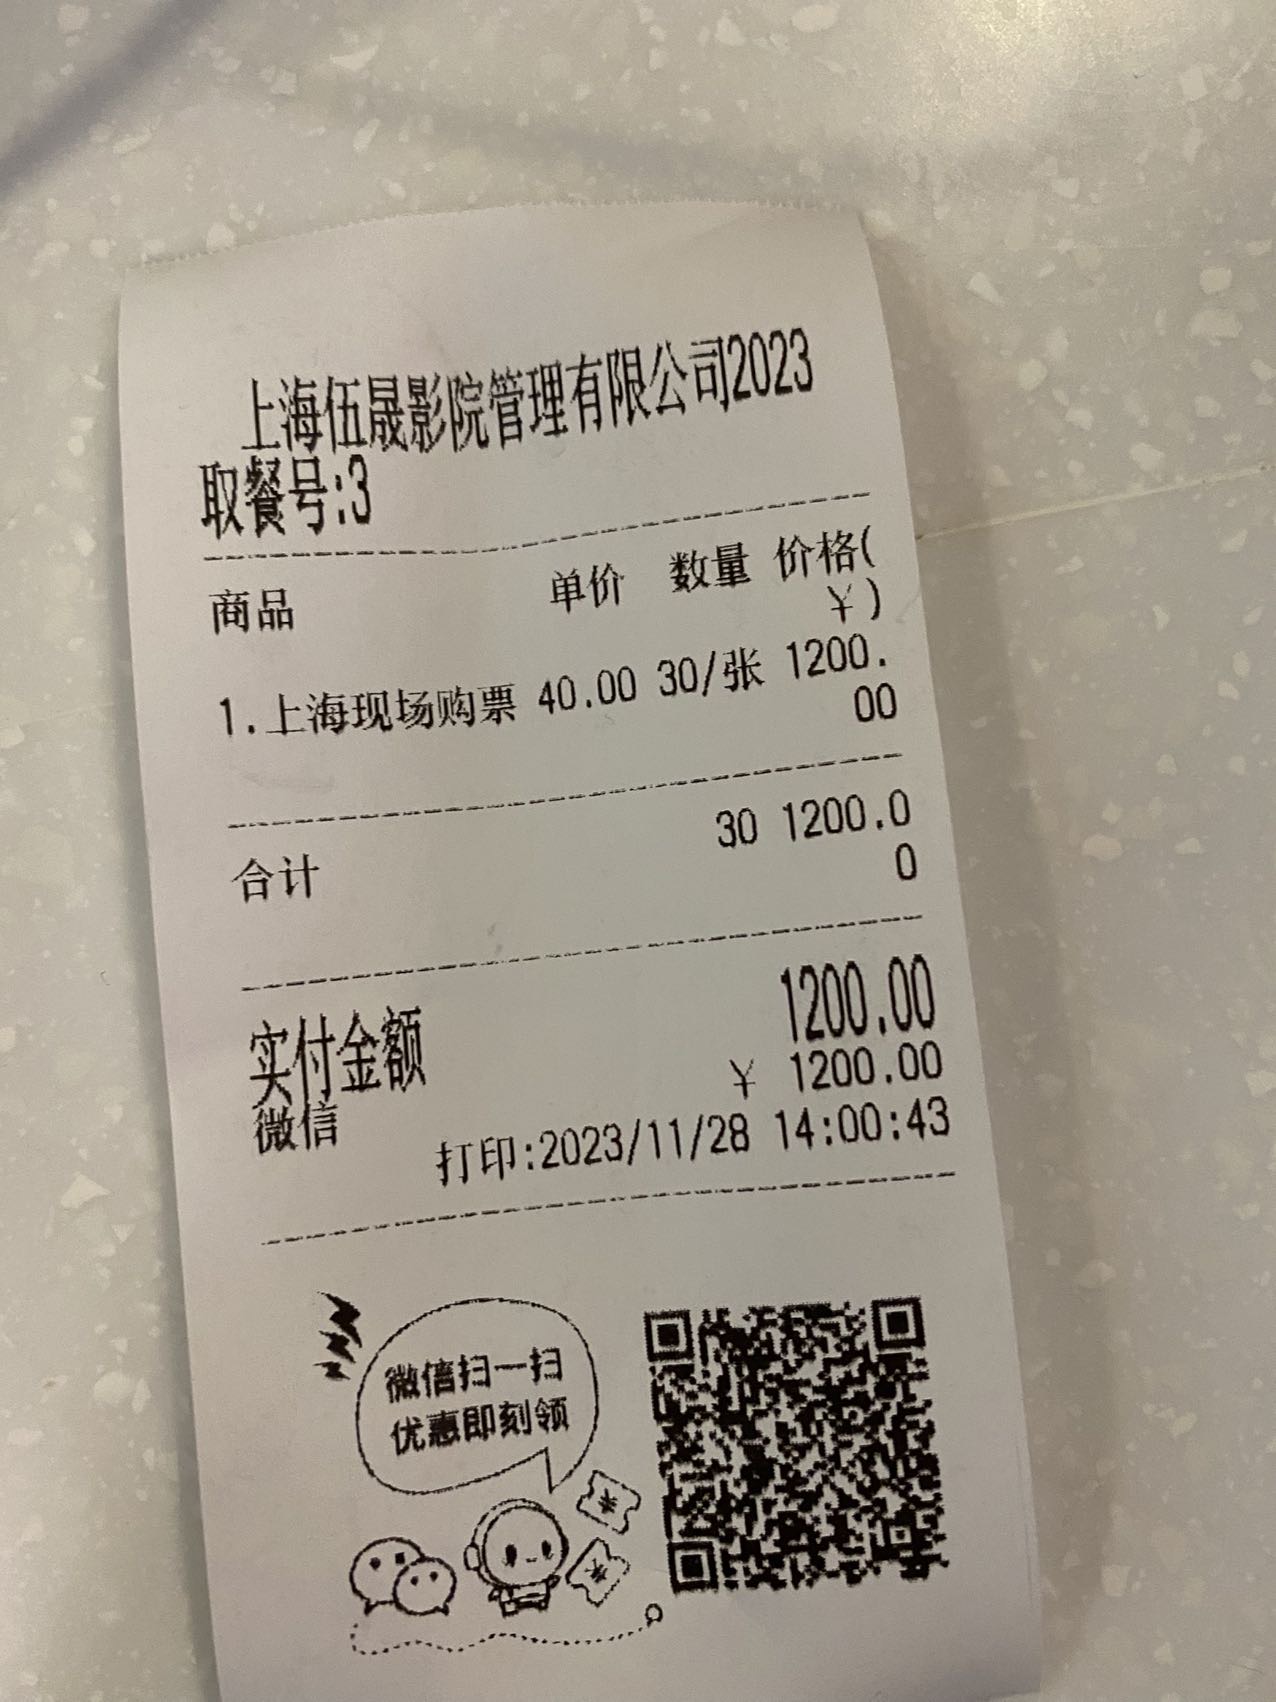 上海伍晟影院管理有限公司2023
取餐号:3
商品 单价 数量 价格(
¥)
1.上海现场购票 40.00 30/张 1200.
00
合计 30 1200.0
0
实付金额 1200.00
微信 ¥ 1200.00
打印:2023/11/28 14:00:43
微信扫一扫
优惠即刻领